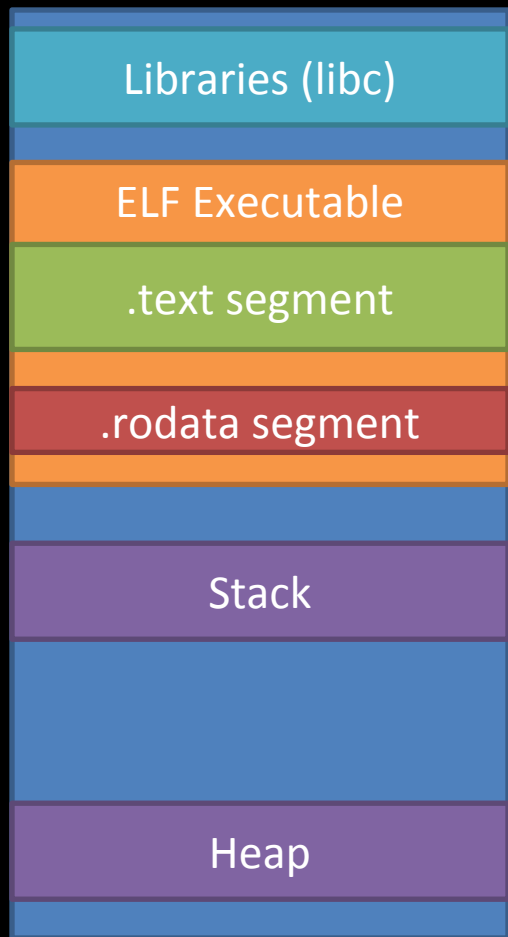 Libraries (libc)
ELF Executable
.text segment
.rodata segment
Stack
Heap